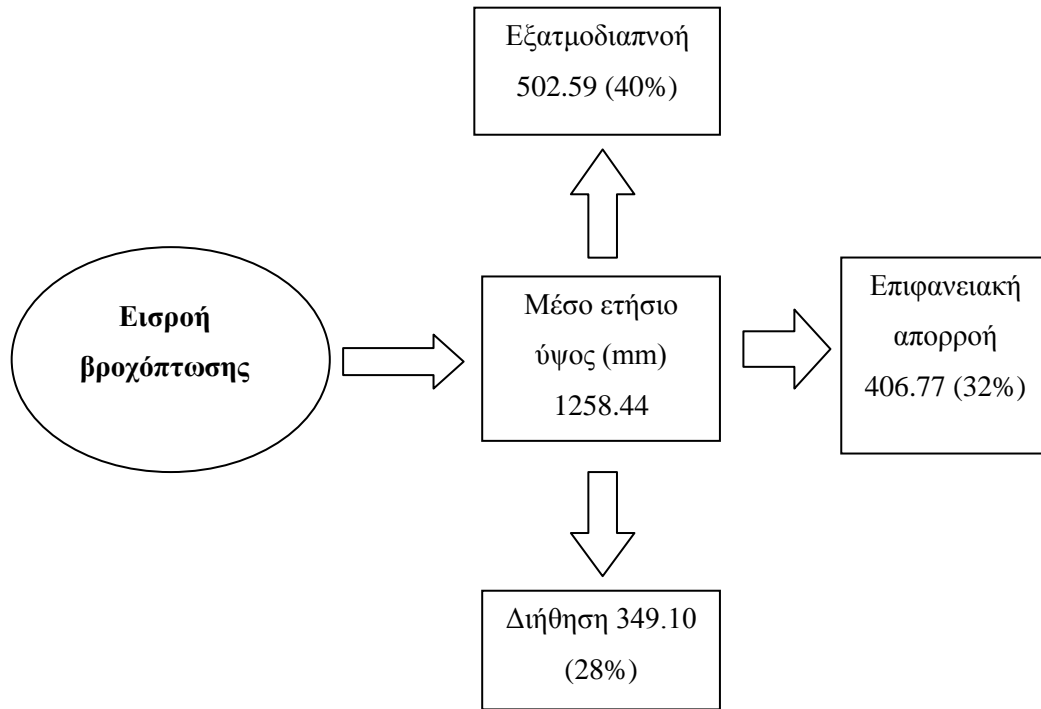 Εξατμοδιαπνοή
502.59 (40%)
Εισροή
βροχόπτωσης
Μέσο ετήσιο
ύψος (mm)
1258.44
Επιφανειακή
απορροή
406.77 (32%)
Διήθηση 349.10
(28%)